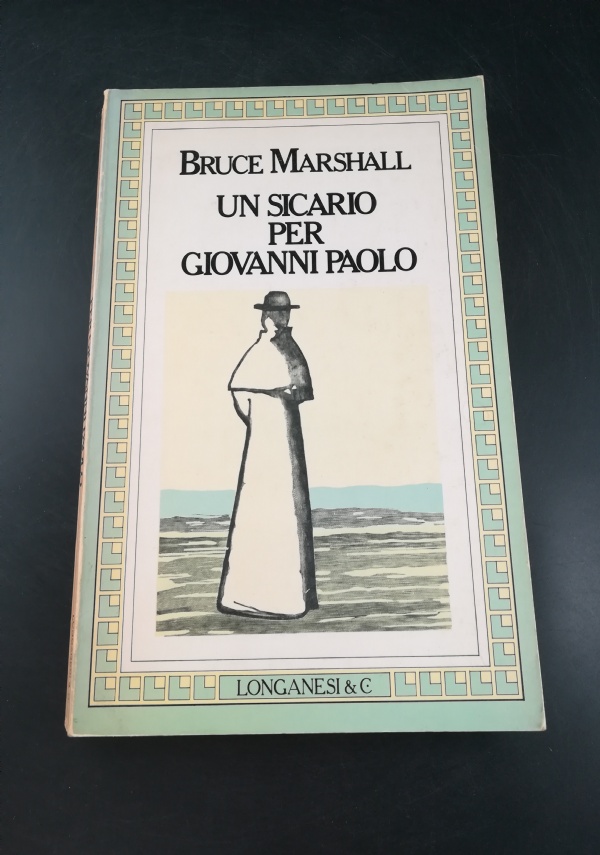 BRUCE MARSHALL
UN SICARIO
PER
GIOVANNI PAOLO
LONGANESI & C.